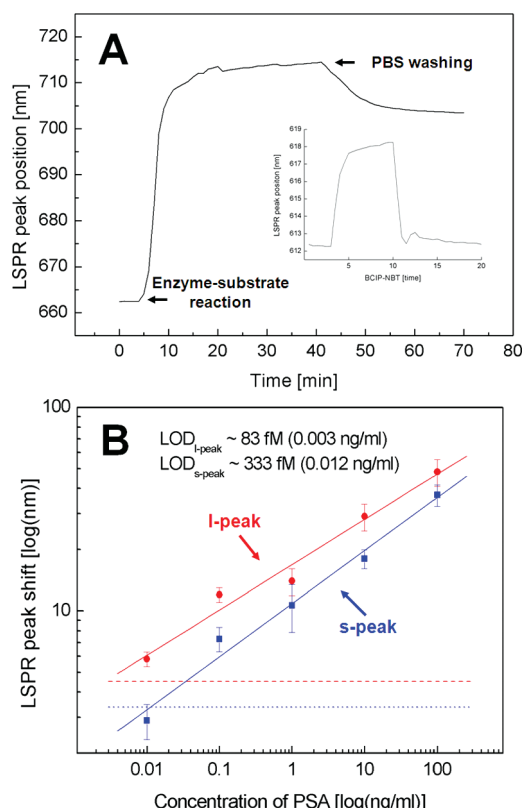 A
720
710
700
690
680
670
660
LSPR peak position [nm]
PBS washing
Enzyme-substrate
reaction
619
618
617
616
615
614
613
612
LSPR peak positon [nm]
5 10 15 20
BCIP-NBT [time]
0 10 20 30 40 50 60 70 80
Time [min]
B
LODl-peak ~ 83 fM (0.003 ng/ml)
LODs-peak ~ 333 fM (0.012 ng/ml)
100
10
LSPR peak shift [log(nm)]
l-peak
s-peak
0.01 0.1 1 10 100
Concentration of PSA [log(ng/ml)]